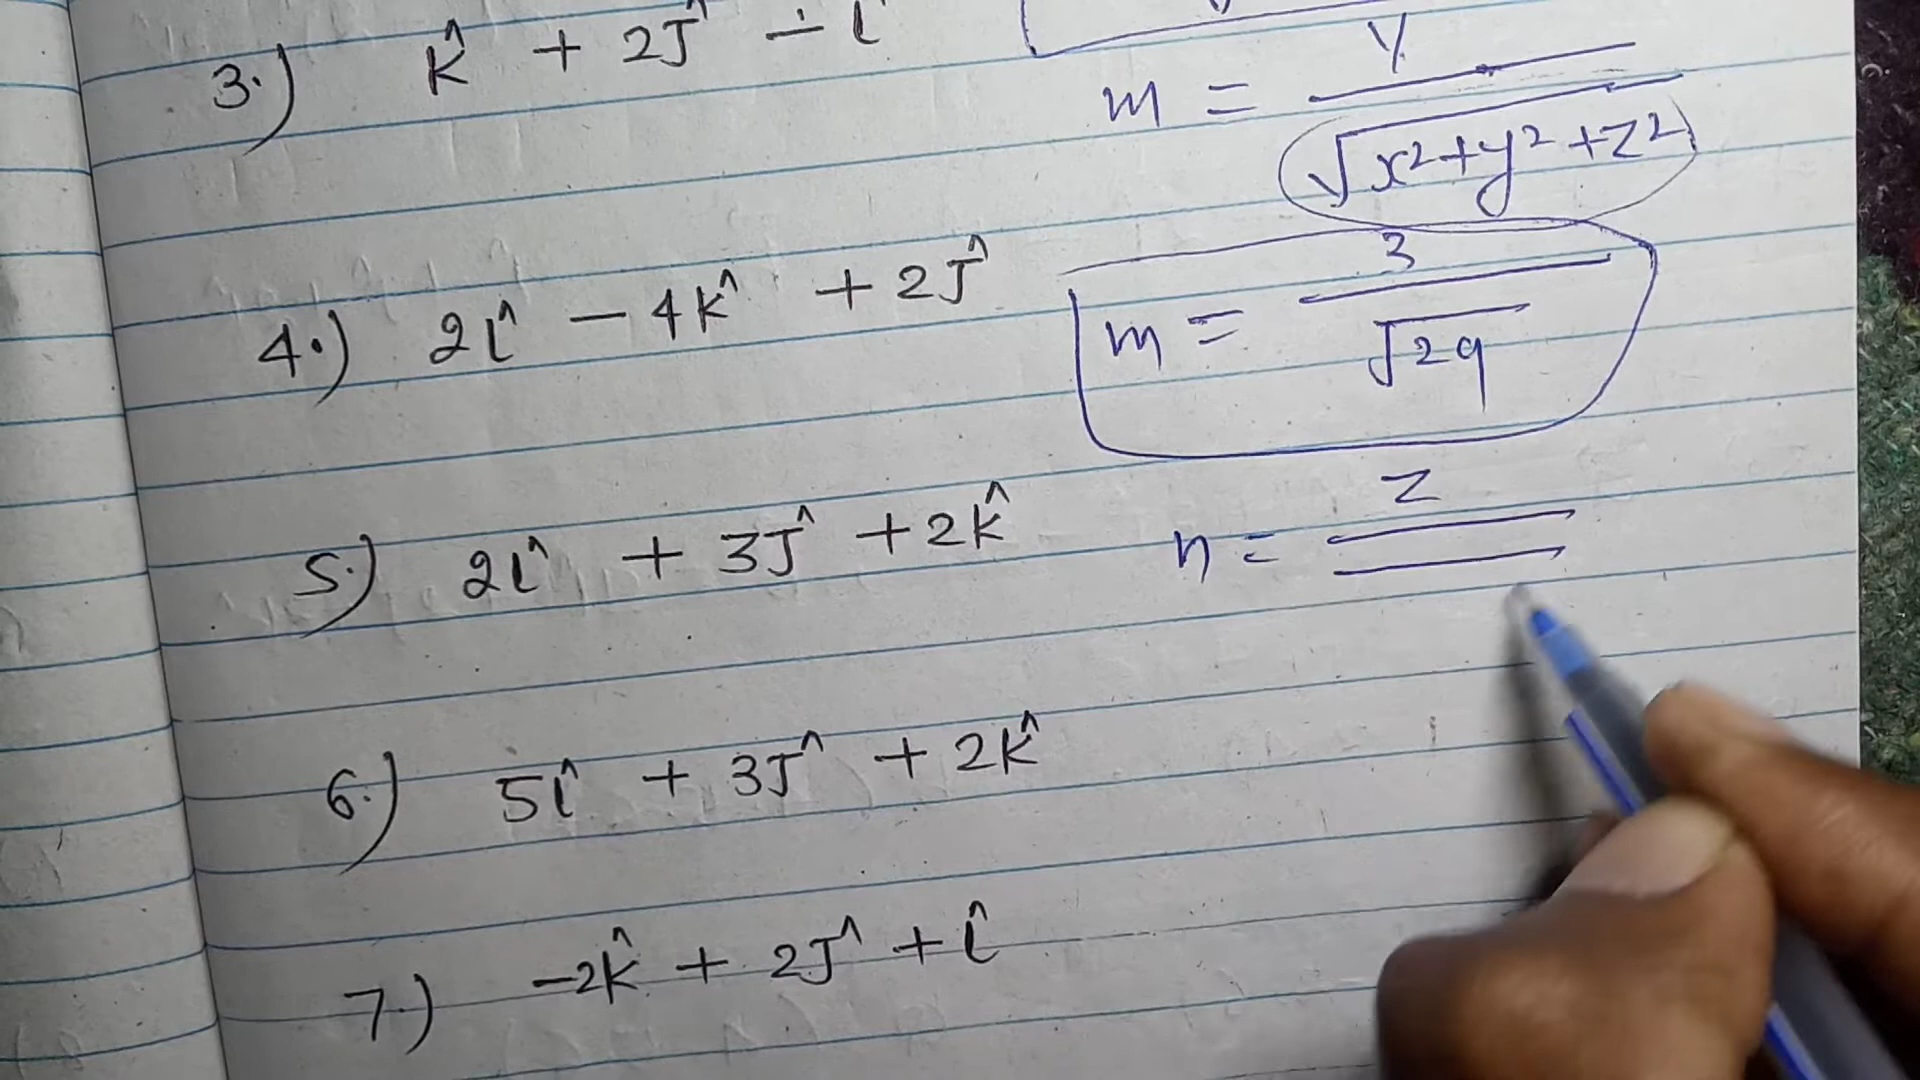 3.) k̂ + 2ĵ - î
4.) 2î - 4k̂ + 2ĵ
5.) 2î + 3ĵ + 2k̂
6.) 5î + 3ĵ + 2k̂
7.) -2k̂ + 2ĵ + î
m = y / √x²+y²+z²
m = 3 / √29
n = z